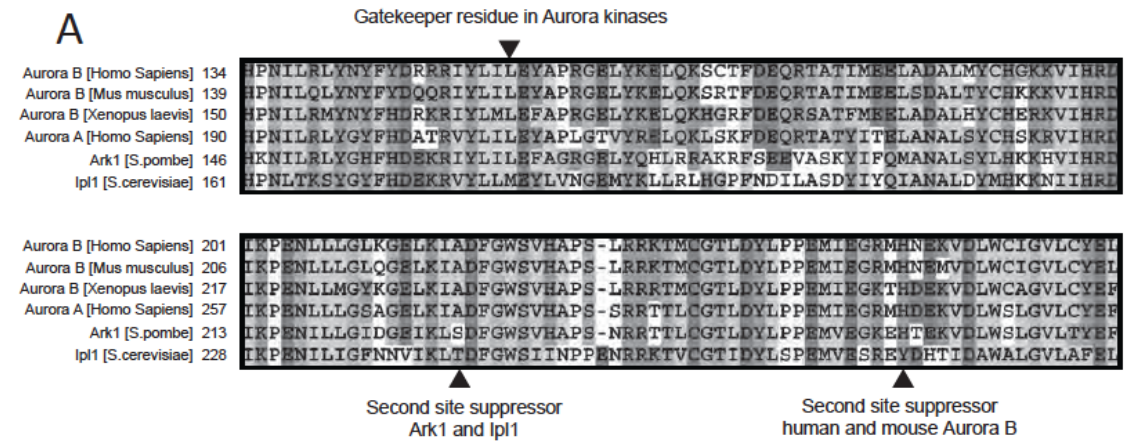 A
Gatekeeper residue in Aurora kinases
Aurora B [Homo Sapiens] 134 HPNILRLYNYFYDRRRIYLILEYAPRGELYKELQKSCTFDEQRTATIMEELADALMYCHGKKVIHRD
Aurora B [Mus musculus] 139 HPNILQLYNYFYDQQRIYLILEYAPRGELYKELQKSRTFDEQRTATIMEELSDALTYCHKKKVIHRD
Aurora B [Xenopus laevis] 150 HPNILRMYNYFHDRKRIYLMLEFAPRGELYKELQKHGRFDEQRSATFMEELADALHYCHERKVIHRD
Aurora A [Homo Sapiens] 190 HPNILRLYGYFHDATRVYLILEYAPLGTVYRELQKLSKFDEQRTATYITELANALSYCHSKRVIHRD
Ark1 [S.pombe] 146 HKNILRLYGHFHDEKRIYLILEFAGRGELYQHLRRAKRFSEEVASKYIFQMANALSYLHKKHVIHRD
Ipl1 [S.cerevisiae] 161 HPNLTKSYGYFHDEKRVYLLMEYLVNGEMYKLLRLHGPFNDILASDYIYQIANALDYMHKKNIIHRD
Aurora B [Homo Sapiens] 201 IKPENLLLGLKGELKIADFGWSVHAPS-LRRKTMCGTLDYLPPEMIEGRMHNEKVDLWCIGVLCYEL
Aurora B [Mus musculus] 206 IKPENLLLGLQGELKIADFGWSVHAPS-LRRKTMCGTLDYLPPEMIEGRMHNEMVDLWCIGVLCYEL
Aurora B [Xenopus laevis] 217 IKPENLLMGYKGELKIADFGWSVHAPS-LRRKTMCGTLDYLPPEMIEGKTHDEKVDLWCAGVLCYEF
Aurora A [Homo Sapiens] 257 IKPENLLLGSAGELKIADFGWSVHAPS-SRRTTLCGTLDYLPPEMIEGRMHDEKVDLWSLGVLCYEF
Ark1 [S.pombe] 213 IKPENILLGIDGEIKLSDFGWSVHAPS-NRRTTLCGTLDYLPPEMVEGKEHTEKVDLWSLGVLTYEF
Ipl1 [S.cerevisiae] 228 IKPENILIGFNNVIKLTDFGWSIINPPENRRKTVCGTIDYLSPEMVESREYDHTIDAWALGVLAFEL
Second site suppressor
Ark1 and Ipl1
Second site suppressor
human and mouse Aurora B